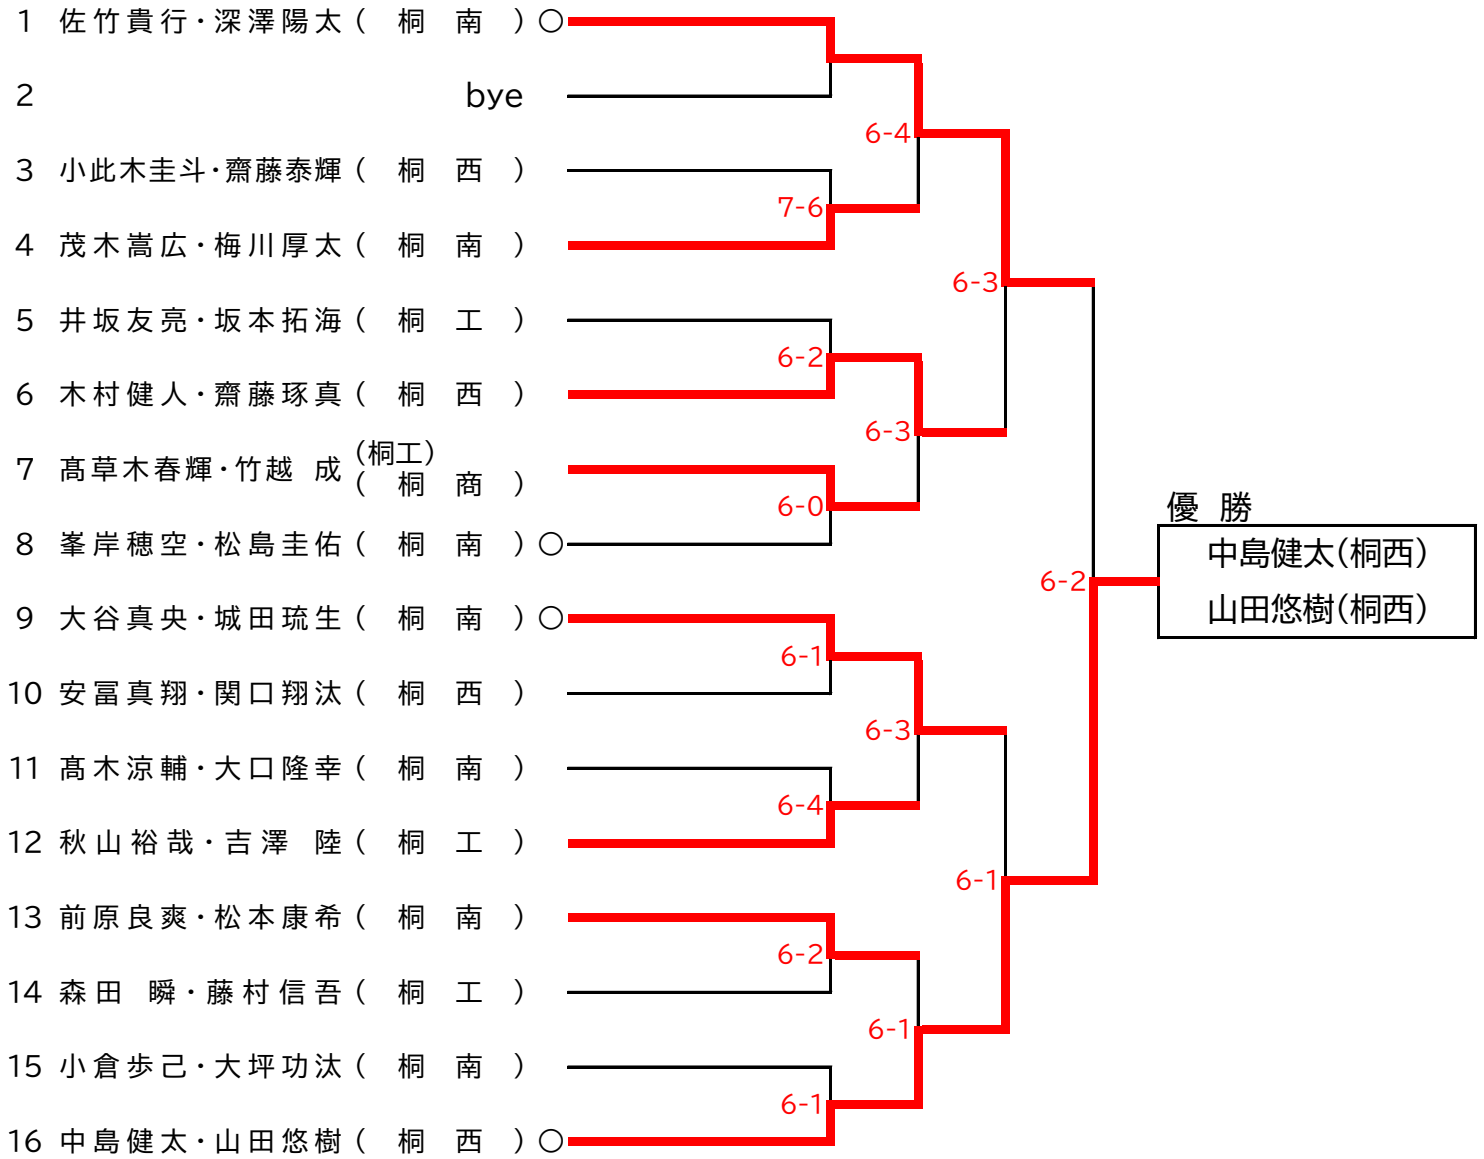 1 佐竹貴行・深澤陽太 ( 桐 南 ) ○
2 bye
6-4
3 小此木圭斗・齋藤泰輝 ( 桐 西 )
7-6
4 茂木嵩広・梅川厚太 ( 桐 南 )
6-3
5 井坂友亮・坂本拓海 ( 桐 工 )
6-2
6 木村健人・齋藤琢真 ( 桐 西 )
6-3
7 髙草木春輝・竹越 成 (桐工)
( 桐 商 )
6-0
優 勝
8 峯岸穂空・松島圭佑 ( 桐 南 ) ○
中島健太(桐西)
6-2
山田悠樹(桐西)
9 大谷真央・城田琉生 ( 桐 南 ) ○
6-1
10 安冨真翔・関口翔汰 ( 桐 西 )
6-3
11 髙木涼輔・大口隆幸 ( 桐 南 )
6-4
12 秋山裕哉・吉澤 陸 ( 桐 工 )
6-1
13 前原良爽・松本康希 ( 桐 南 )
6-2
14 森田 瞬・藤村信吾 ( 桐 工 )
6-1
15 小倉歩己・大坪功汰 ( 桐 南 )
6-1
16 中島健太・山田悠樹 ( 桐 西 ) ○